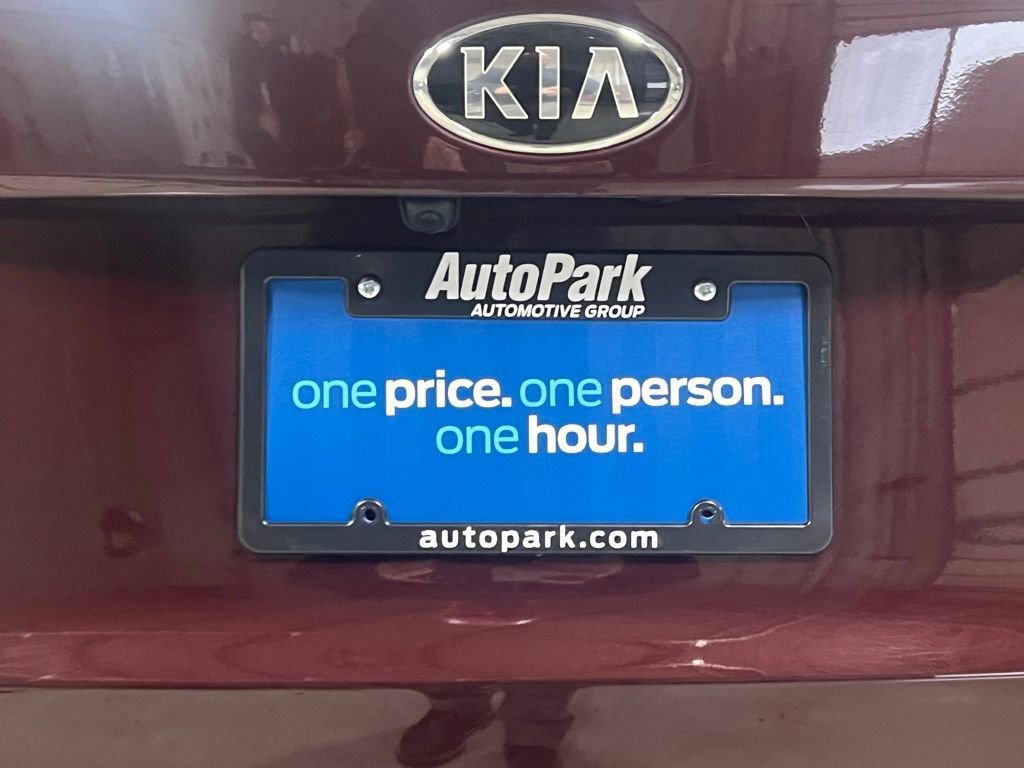 KIA
AutoPark
AUTOMOTIVE GROUP
one price. one person.
one hour.
autopark.com